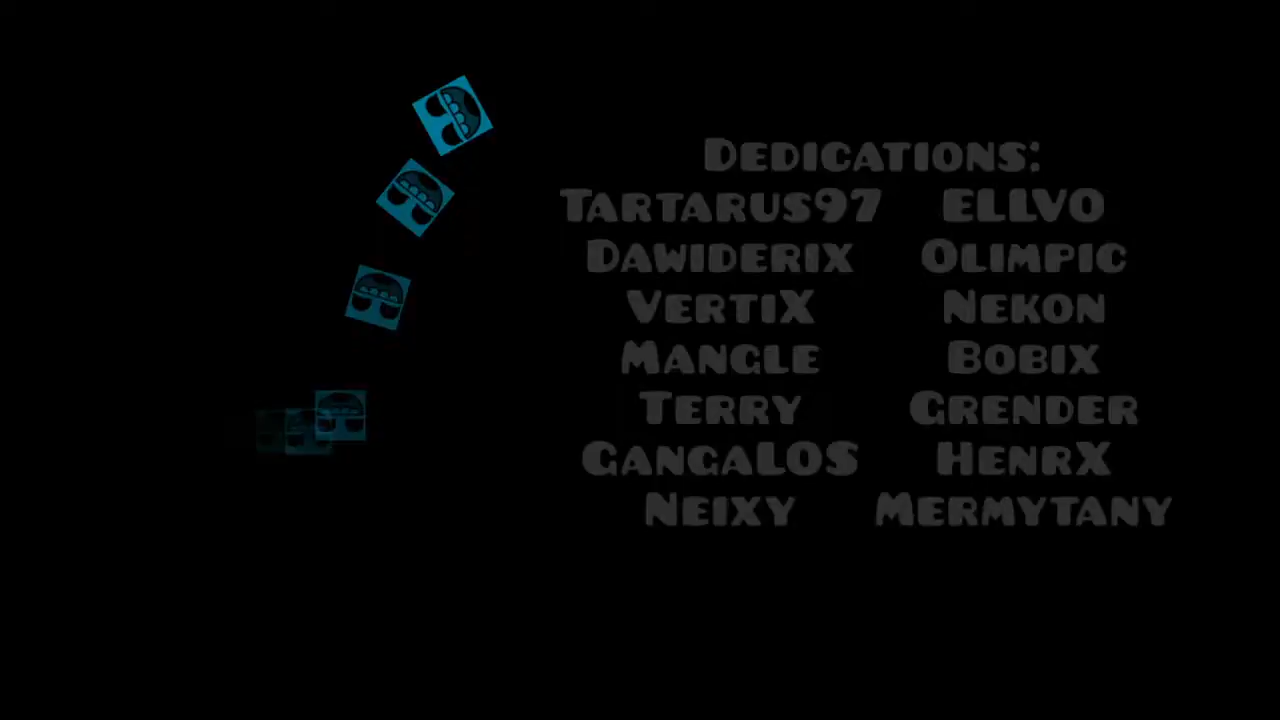 Dedications:
Tartarus97 ELLVO
Dawiderix Olimpic
VertiX Nekon
Mangle Bobix
Terry Grender
GangaLOS HenrX
Neixy Mermytany